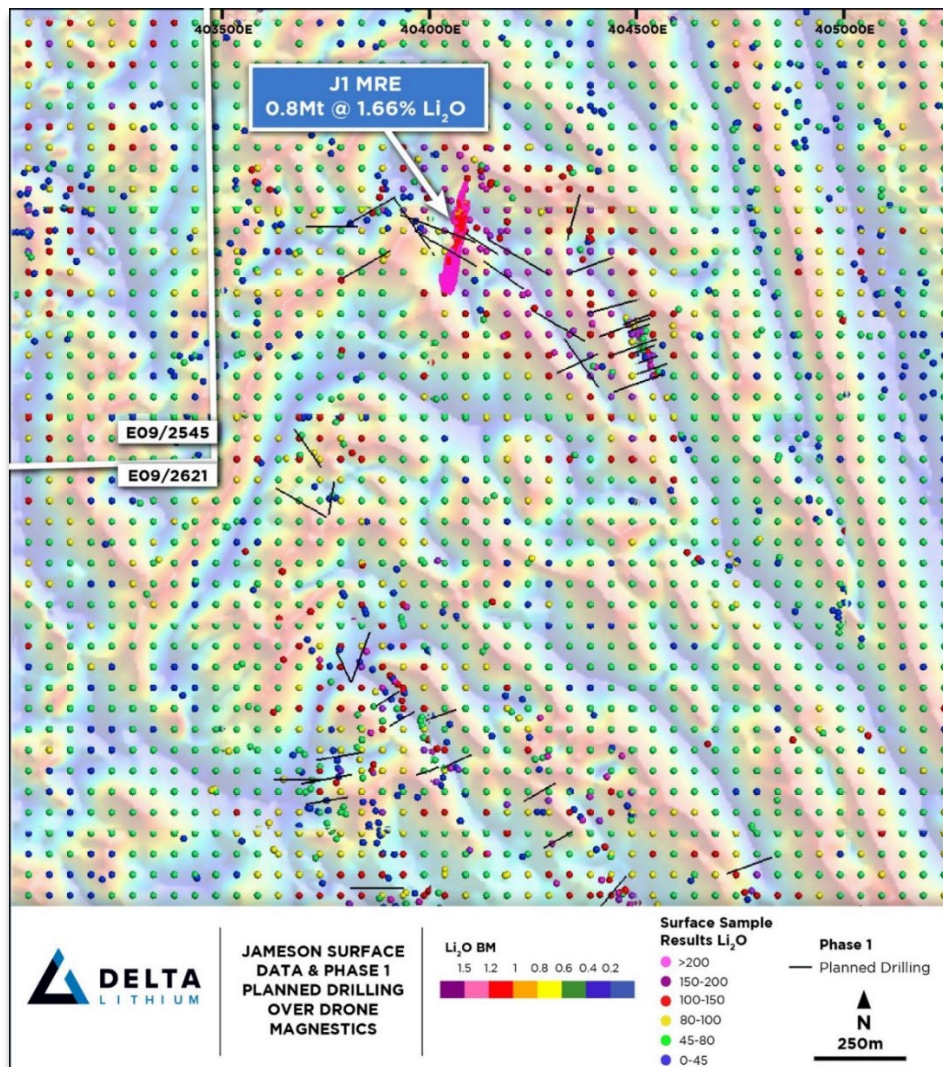 403500E 404000E 404500E 405000E
J1 MRE
0.8Mt @ 1.66% Li₂O
E09/2545
E09/2621
DELTA
LITHIUM
JAMESON SURFACE
DATA & PHASE 1
PLANNED DRILLING
OVER DRONE
MAGNESTICS
Li₂O BM
1.5 1.2 1 0.8 0.6 0.4 0.2
Surface Sample
Results Li₂O
>200
150-200
100-150
80-100
45-80
0-45
Phase 1
Planned Drilling
N
250m